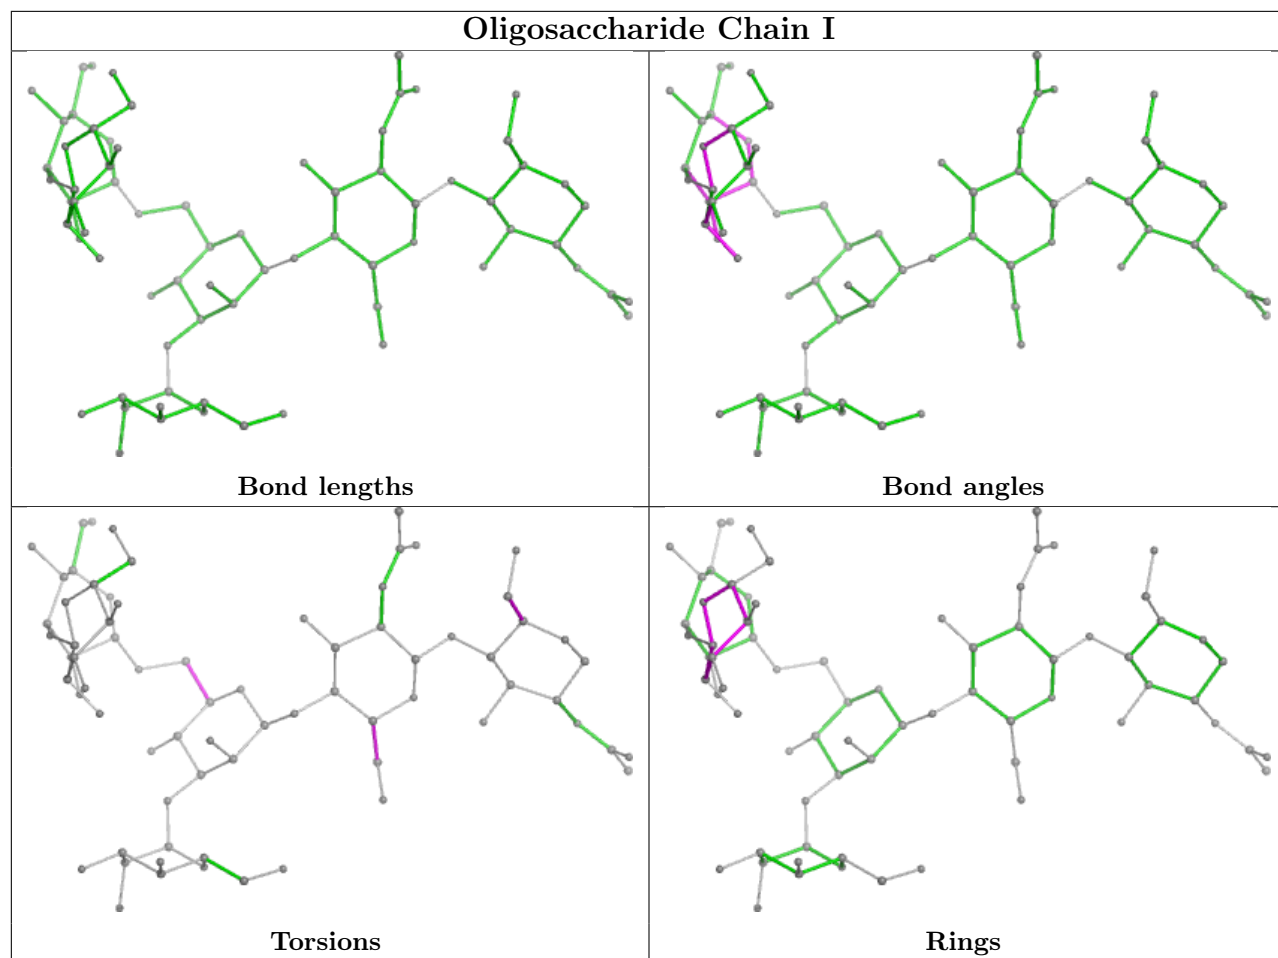 Oligosaccharide Chain I
Bond lengths
Bond angles
Torsions
Rings